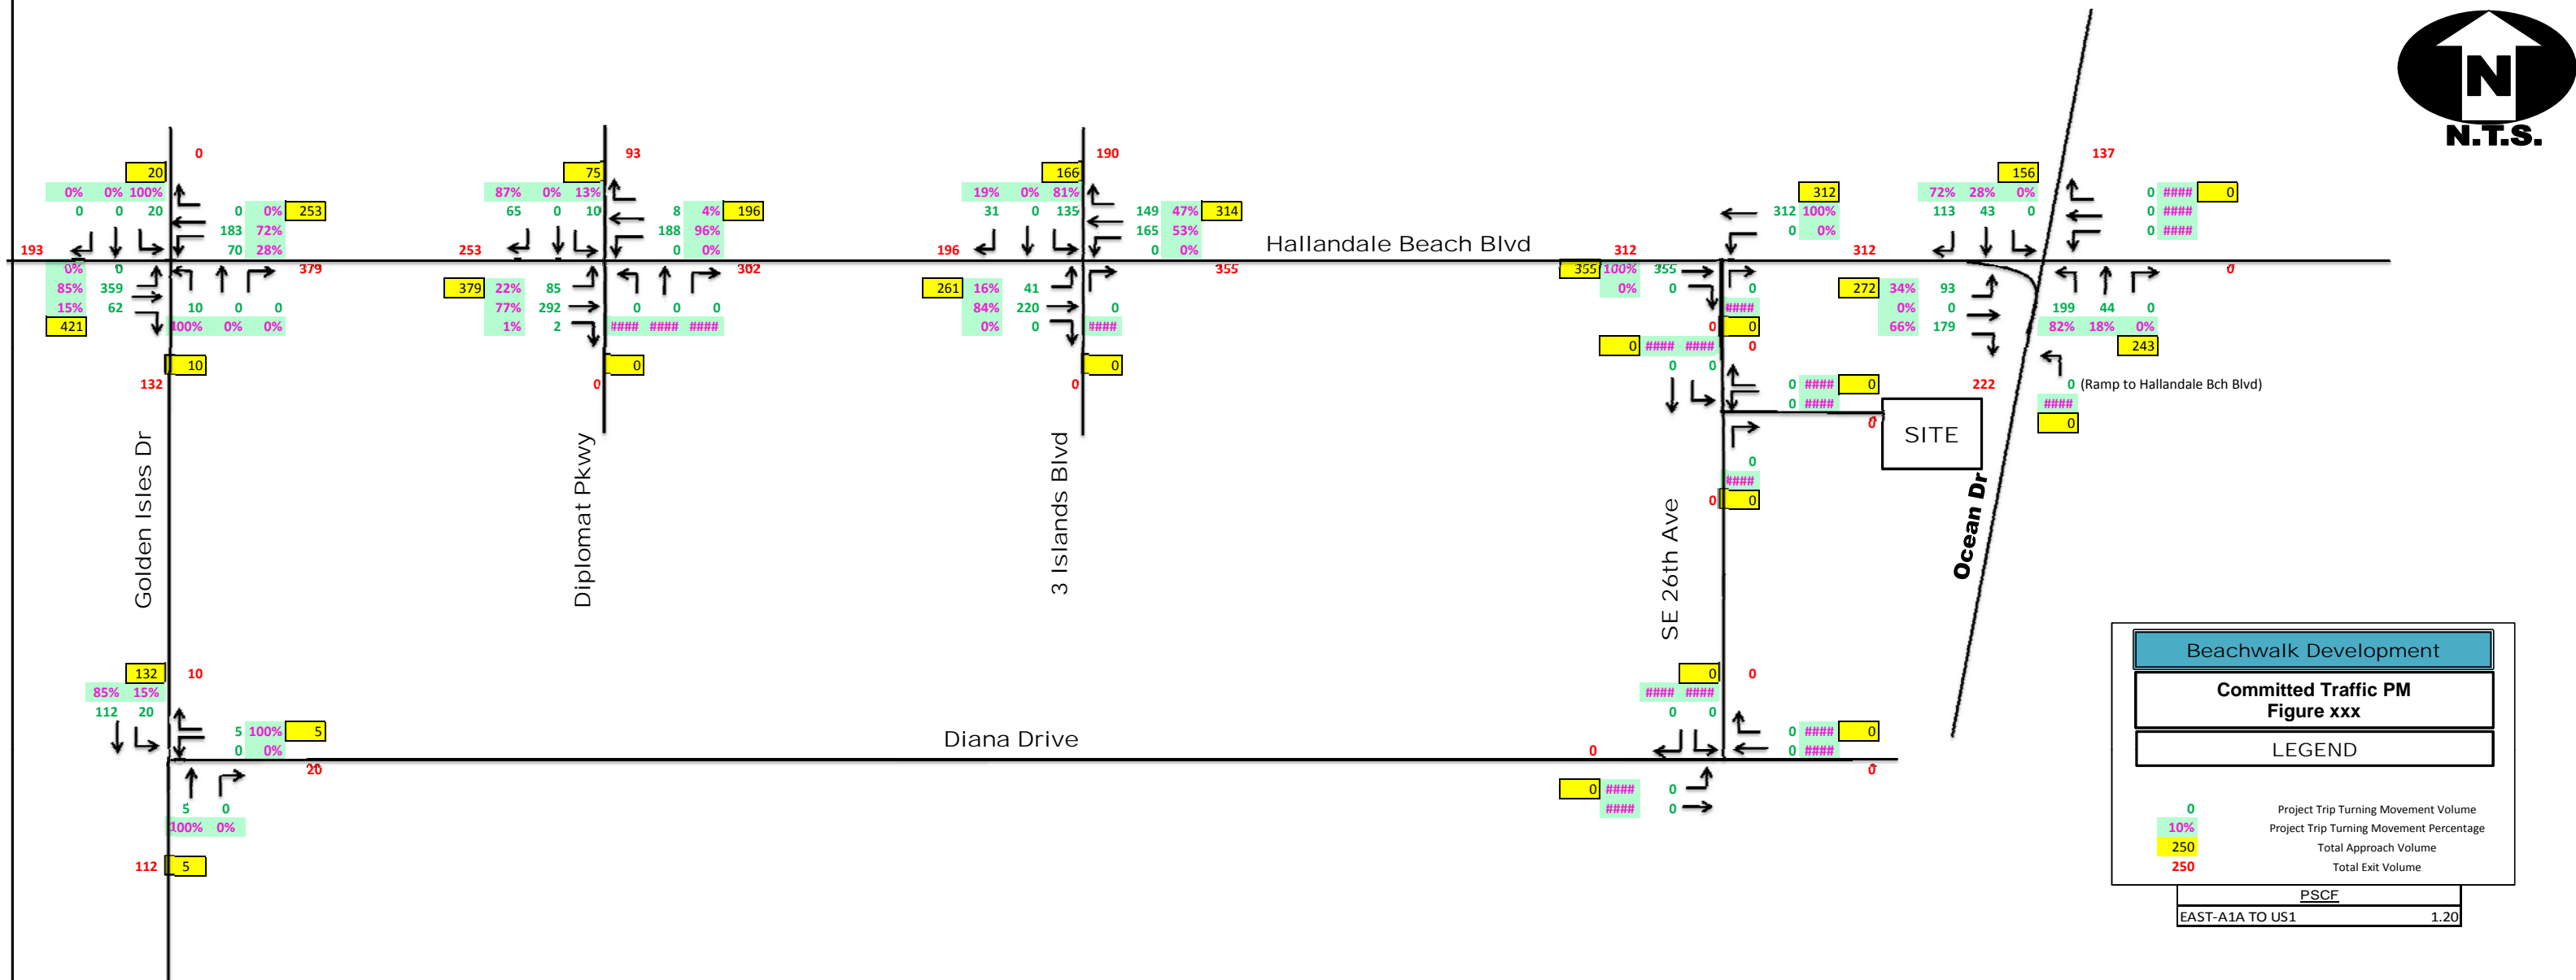 N
N.T.S.
0 93 190 137
20 75 166 156
0% 0% 100% 87% 0% 13% 19% 0% 81% 312 72% 28% 0% 0 #### 0
0 0 20 0 0% 253 65 0 10 8 4% 196 31 0 135 149 47% 314 312 100% 113 43 0 0 ####
183 72% 188 96% 165 53% 0 0% 0 ####
193 70 28% 253 0 0% 196 0 0% Hallandale Beach Blvd 312 312
0% 0 379 302 355 355 100% 355 0
85% 359 379 22% 85 261 16% 41 0% 0 0 272 34% 93
15% 62 10 0 0 77% 292 0 0 0 84% 220 0 #### 0% 0 199 44 0
421 100% 0% 0% 1% 2 #### #### #### 0% 0 #### 0 0 66% 179 82% 18% 0%
0 #### #### 0 243
10 0 0 0 0
132 0 0 0 #### 0 222 0 (Ramp to Hallandale Bch Blvd)
0 #### ####
0 0
SITE
Golden Isles Dr
Diplomat Pkwy
3 Islands Blvd
0
####
0 0
SE 26th Ave
Ocean Dr
132 10 0 0
85% 15% #### ####
112 20 0 0
5 100% 5 0 #### 0
0 0% Diana Drive 0 0 ####
20 0
0 #### 0
5 0 #### 0
100% 0%
112 5
Beachwalk Development
Committed Traffic PM
Figure xxx
LEGEND
0 Project Trip Turning Movement Volume
10% Project Trip Turning Movement Percentage
250 Total Approach Volume
250 Total Exit Volume
PSCF
EAST-A1A TO US1 1.20